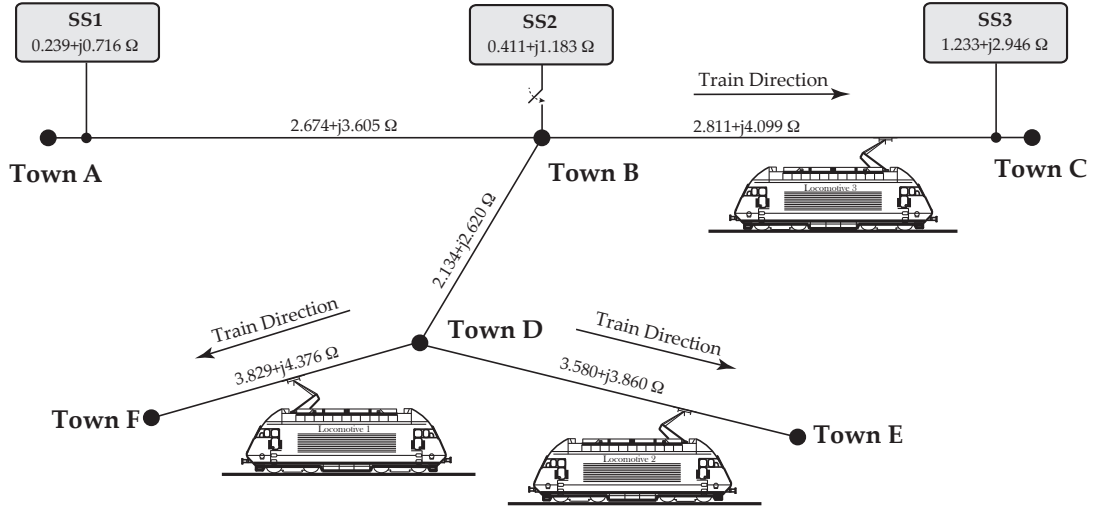 SS1
0.239+j0.716 Ω
SS2
0.411+j1.183 Ω
SS3
1.233+j2.946 Ω
Train Direction
2.674+j3.605 Ω
2.811+j4.099 Ω
Town A
Town B
Town C
Locomotive 3
2.134+j2.620 Ω
Train Direction
Town D
Train Direction
3.829+j4.376 Ω
3.580+j3.860 Ω
Town F
Locomotive 1
Town E
Locomotive 2